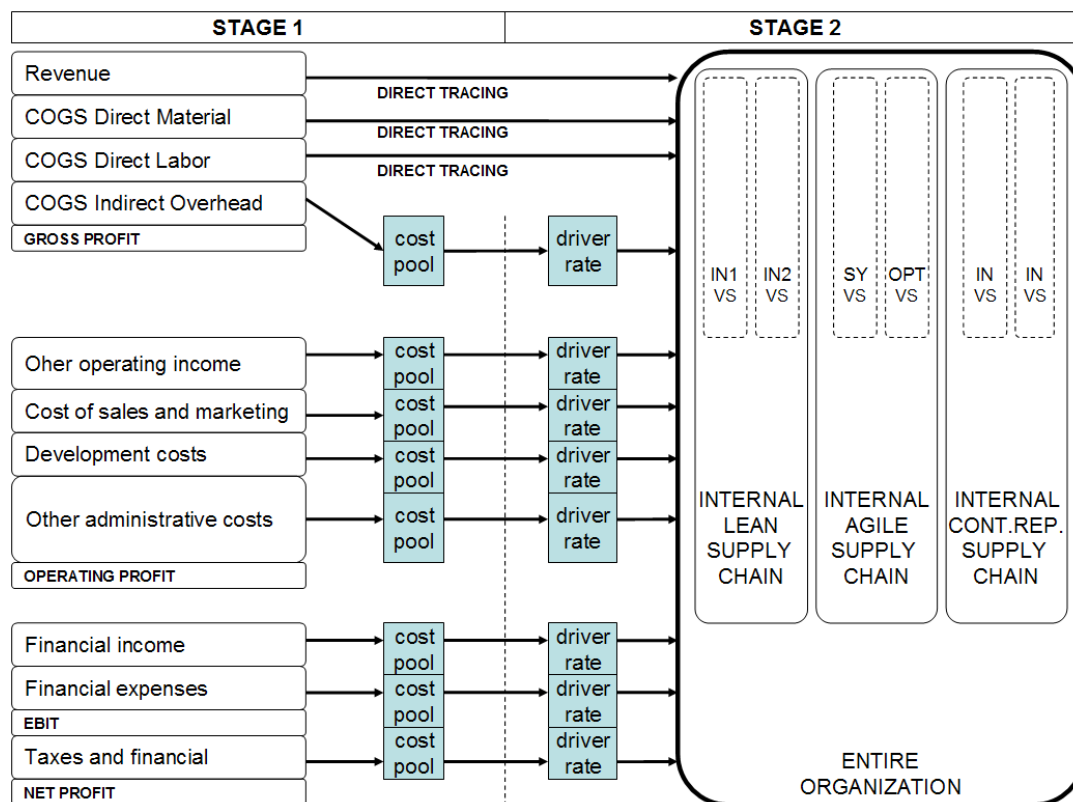 STAGE 1
STAGE 2
Revenue
DIRECT TRACING
COGS Direct Material
DIRECT TRACING
COGS Direct Labor
DIRECT TRACING
COGS Indirect Overhead
GROSS PROFIT
cost
pool
driver
rate
Oher operating income
cost
pool
driver
rate
Cost of sales and marketing
cost
pool
driver
rate
Development costs
cost
pool
driver
rate
Other administrative costs
cost
pool
driver
rate
OPERATING PROFIT
Financial income
cost
pool
driver
rate
Financial expenses
cost
pool
driver
rate
EBIT
Taxes and financial
cost
pool
driver
rate
NET PROFIT
IN1
VS
IN2
VS
SY
VS
OPT
VS
IN
VS
IN
VS
INTERNAL
LEAN
SUPPLY
CHAIN
INTERNAL
AGILE
SUPPLY
CHAIN
INTERNAL
CONT.REP.
SUPPLY
CHAIN
ENTIRE
ORGANIZATION